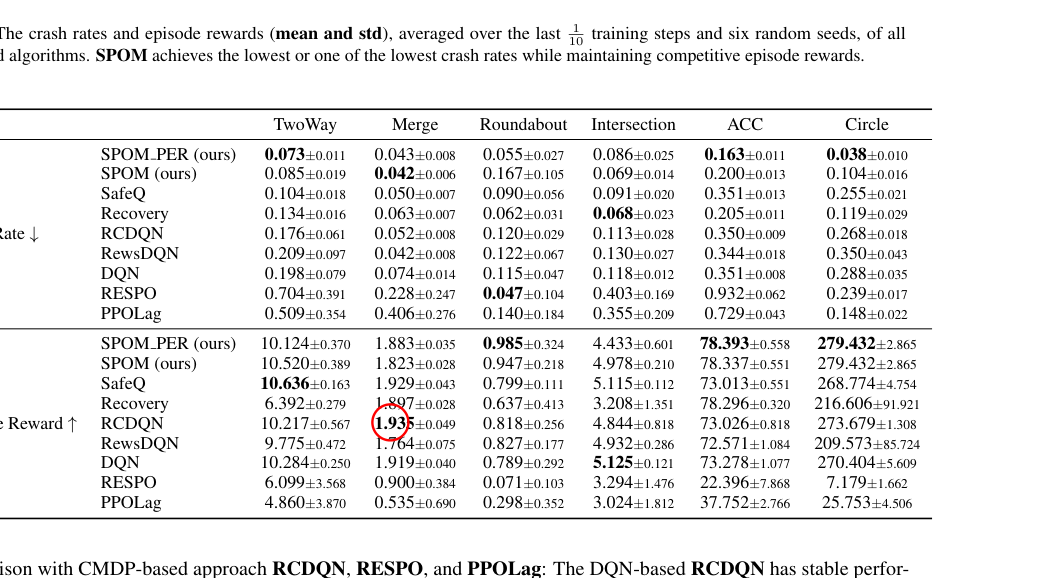 The crash rates and episode rewards (mean and std), averaged over the last 1/10 training steps and six random seeds, of all
d algorithms. SPOM achieves the lowest or one of the lowest crash rates while maintaining competitive episode rewards.
TwoWay Merge Roundabout Intersection ACC Circle
SPOM_PER (ours) 0.073±0.011 0.043±0.008 0.055±0.027 0.086±0.025 0.163±0.011 0.038±0.010
SPOM (ours) 0.085±0.019 0.042±0.006 0.167±0.105 0.069±0.014 0.200±0.013 0.104±0.016
SafeQ 0.104±0.018 0.050±0.007 0.090±0.056 0.091±0.020 0.351±0.013 0.255±0.021
Recovery 0.134±0.016 0.063±0.007 0.062±0.031 0.068±0.023 0.205±0.011 0.119±0.029
Rate ↓ RCDQN 0.176±0.061 0.052±0.008 0.120±0.029 0.113±0.028 0.350±0.009 0.268±0.018
RewsDQN 0.209±0.097 0.042±0.008 0.122±0.067 0.130±0.027 0.344±0.018 0.350±0.043
DQN 0.198±0.079 0.074±0.014 0.115±0.047 0.118±0.012 0.351±0.008 0.288±0.035
RESPO 0.704±0.391 0.228±0.247 0.047±0.104 0.403±0.169 0.932±0.062 0.239±0.017
PPOLag 0.509±0.354 0.406±0.276 0.140±0.184 0.355±0.209 0.729±0.043 0.148±0.022
SPOM_PER (ours) 10.124±0.370 1.883±0.035 0.985±0.324 4.433±0.601 78.393±0.558 279.432±2.865
SPOM (ours) 10.520±0.389 1.823±0.028 0.947±0.218 4.978±0.210 78.337±0.551 279.432±2.865
SafeQ 10.636±0.163 1.929±0.043 0.799±0.111 5.115±0.112 73.013±0.551 268.774±4.754
Recovery 6.392±0.279 1.897±0.028 0.637±0.413 3.208±1.351 78.296±0.320 216.606±91.921
e Reward ↑ RCDQN 10.217±0.567 1.935±0.049 0.818±0.256 4.844±0.818 73.026±0.818 273.679±1.308
RewsDQN 9.775±0.472 1.764±0.075 0.827±0.177 4.932±0.286 72.571±1.084 209.573±85.724
DQN 10.284±0.250 1.919±0.040 0.789±0.292 5.125±0.121 73.278±1.077 270.404±5.609
RESPO 6.099±3.568 0.900±0.384 0.071±0.103 3.294±1.476 22.396±7.868 7.179±1.662
PPOLag 4.860±3.870 0.535±0.690 0.298±0.352 3.024±1.812 37.752±2.766 25.753±4.506
ison with CMDP-based approach RCDQN, RESPO, and PPOLag: The DQN-based RCDQN has stable perfor-